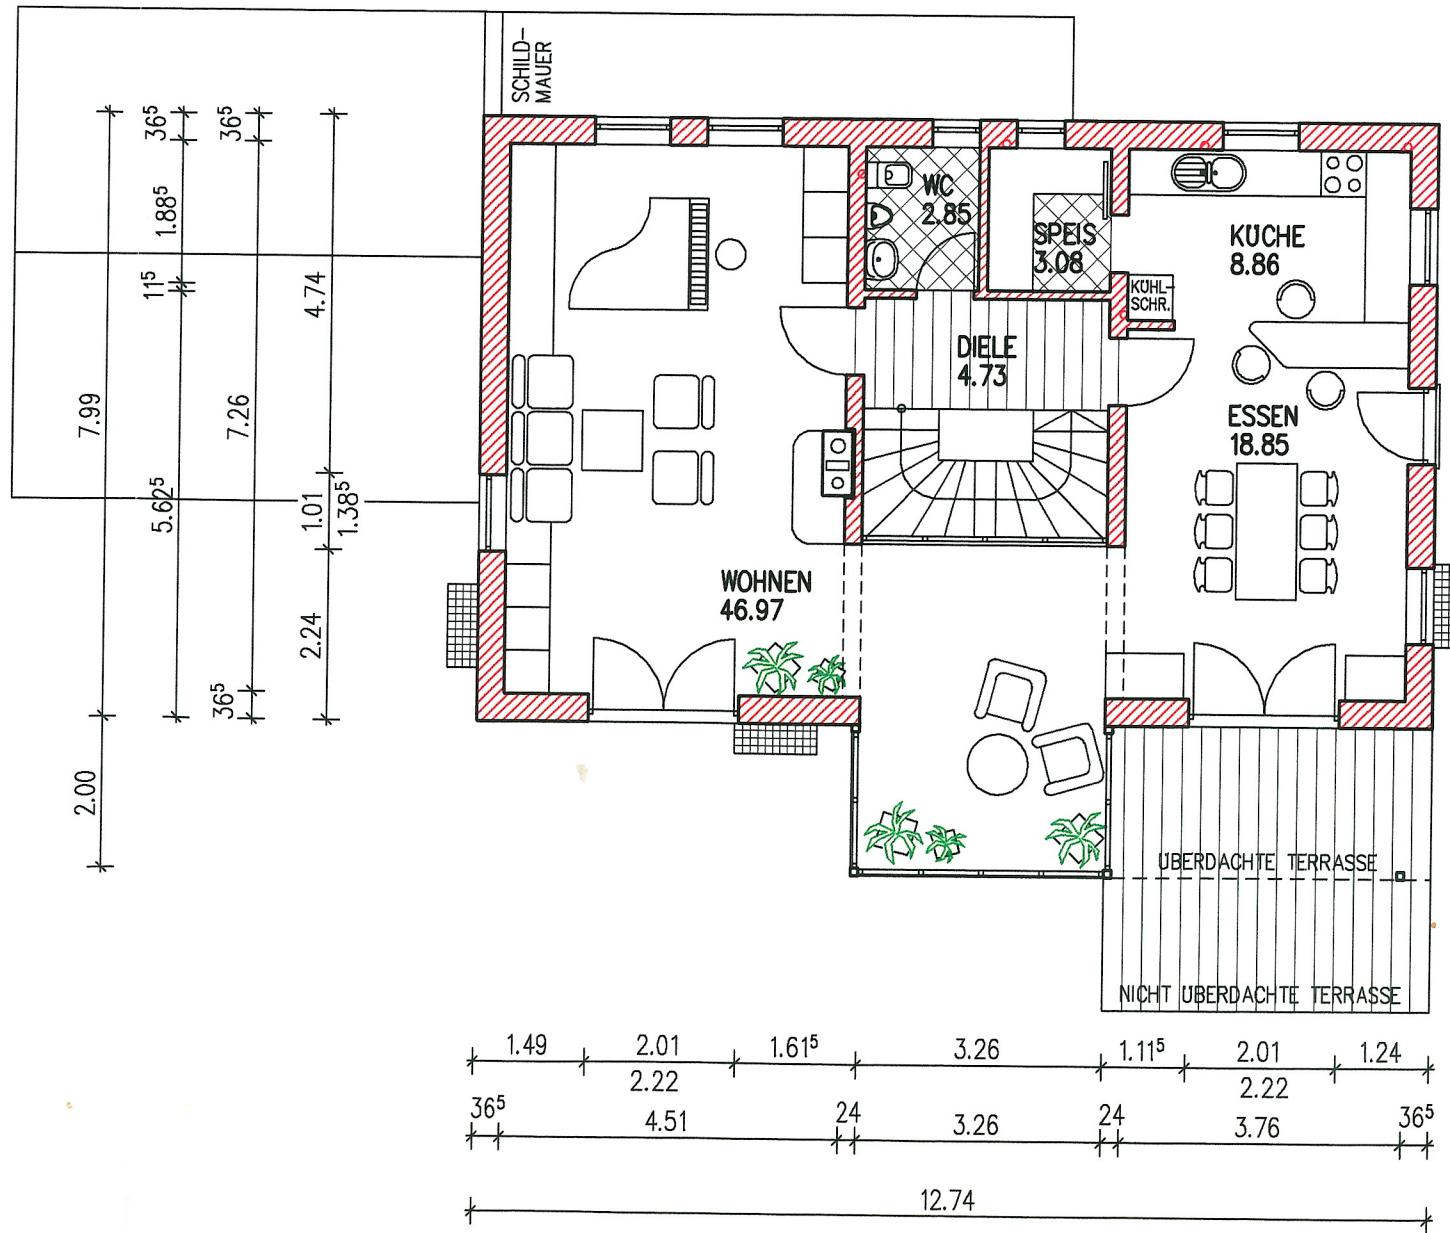 SCHILD-
MAUER
36⁵
36⁵
1.88⁵
11⁵
4.74
7.99
7.26
5.62⁵
1.01
1.38⁵
2.24
36⁵
2.00
WC
2.85
SPEIS
3.08
KÜCHE
8.86
KÜHL-
SCHR.
DIELE
4.73
ESSEN
18.85
WOHNEN
46.97
ÜBERDACHTE TERRASSE
NICHT ÜBERDACHTE TERRASSE
1.49 2.01 1.61⁵ 3.26 1.11⁵ 2.01 1.24
2.22 2.22
36⁵ 4.51 24 3.26 24 3.76 36⁵
12.74